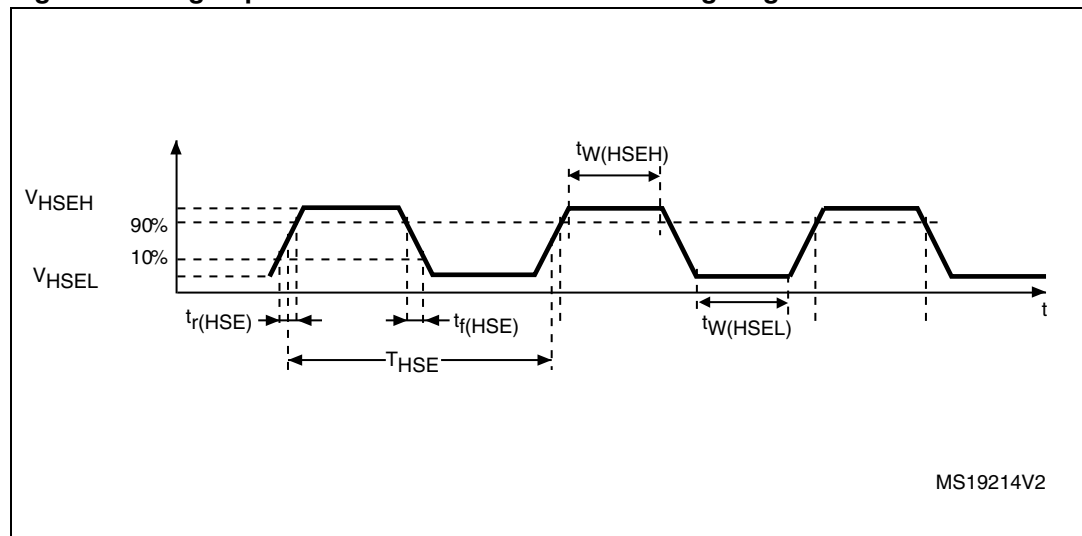 tW(HSEH)
VHSEH
90%
10%
VHSEL
tr(HSE)
tf(HSE)
tW(HSEL)
t
THSE
MS19214V2